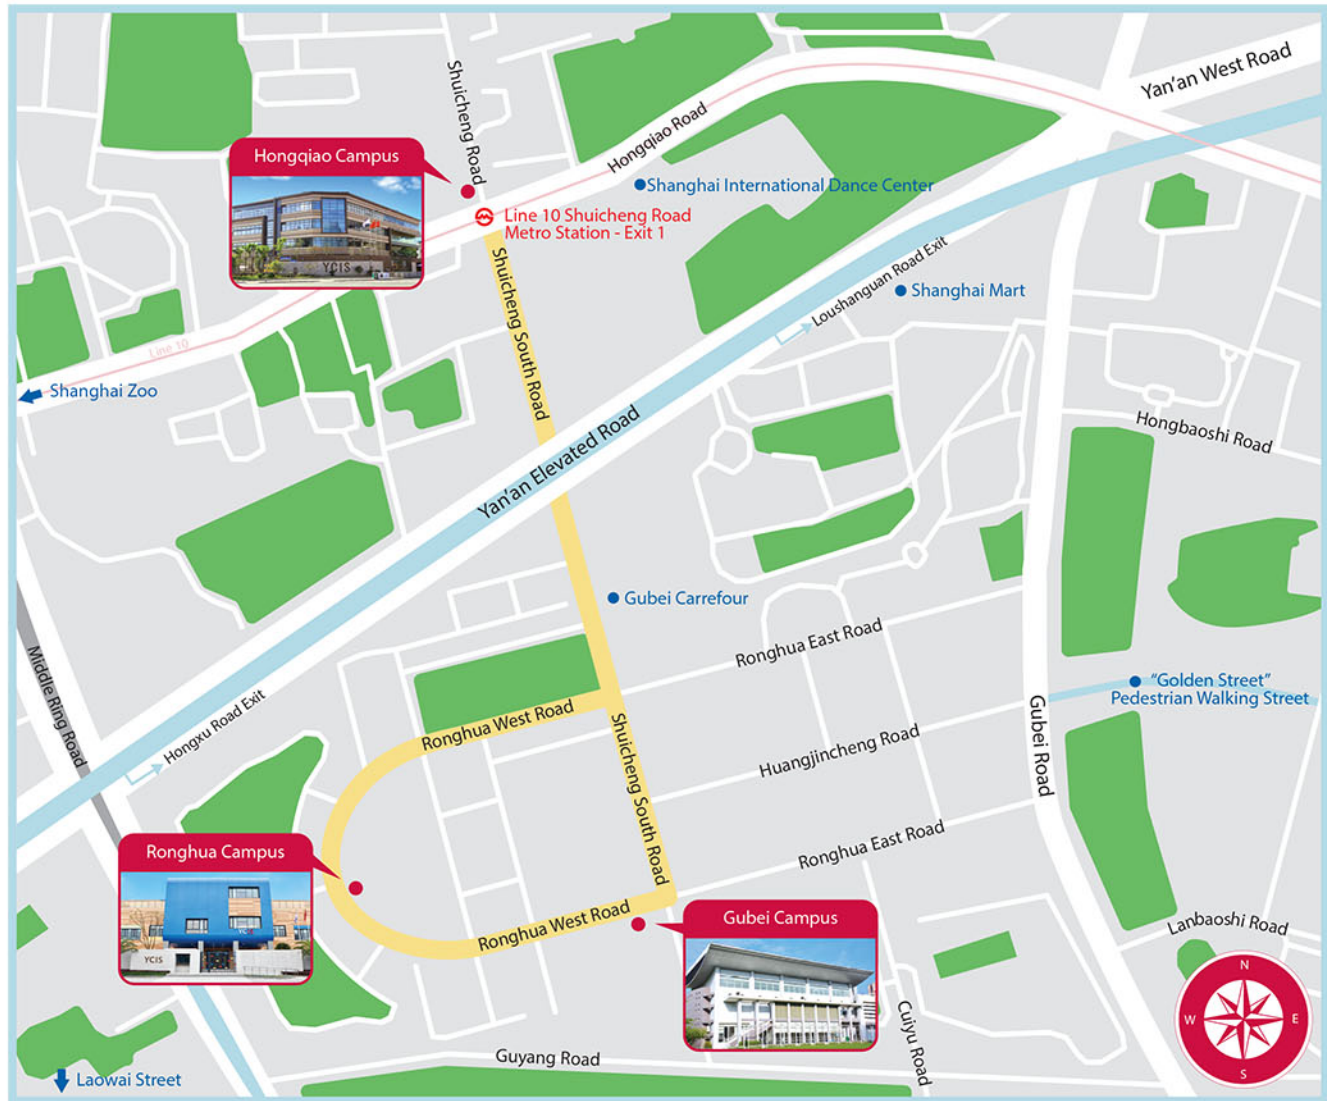 Yan'an West Road
Shuicheng Road
Hongqiao Road
Hongqiao Campus
YCIS
Shanghai International Dance Center
Line 10 Shuicheng Road
Metro Station - Exit 1
Shuicheng South Road
Loushanguan Road Exit
Shanghai Mart
Line 10
Shanghai Zoo
Yan'an Elevated Road
Hongbaoshi Road
Gubei Carrefour
Ronghua East Road
Middle Ring Road
Hongxu Road Exit
"Golden Street"
Pedestrian Walking Street
Ronghua West Road
Shuicheng South Road
Huangjincheng Road
Gubei Road
Ronghua East Road
Ronghua Campus
YCIS
Ronghua West Road
Gubei Campus
Lanbaoshi Road
N
W
E
S
Cuiyu Road
Guyang Road
Laowai Street